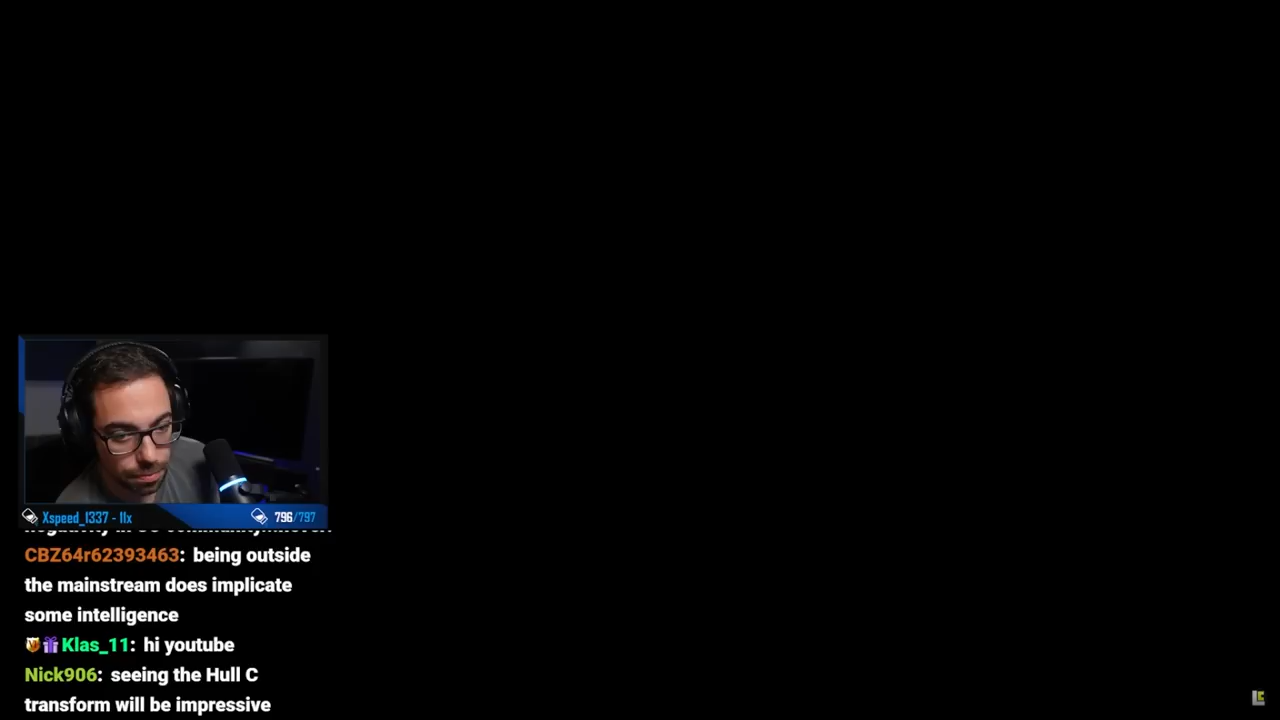 Xspeed_1337 - 11x
796/797
CBZ64r62393463: being outside
the mainstream does implicate
some intelligence
Klas_11: hi youtube
Nick906: seeing the Hull C
transform will be impressive